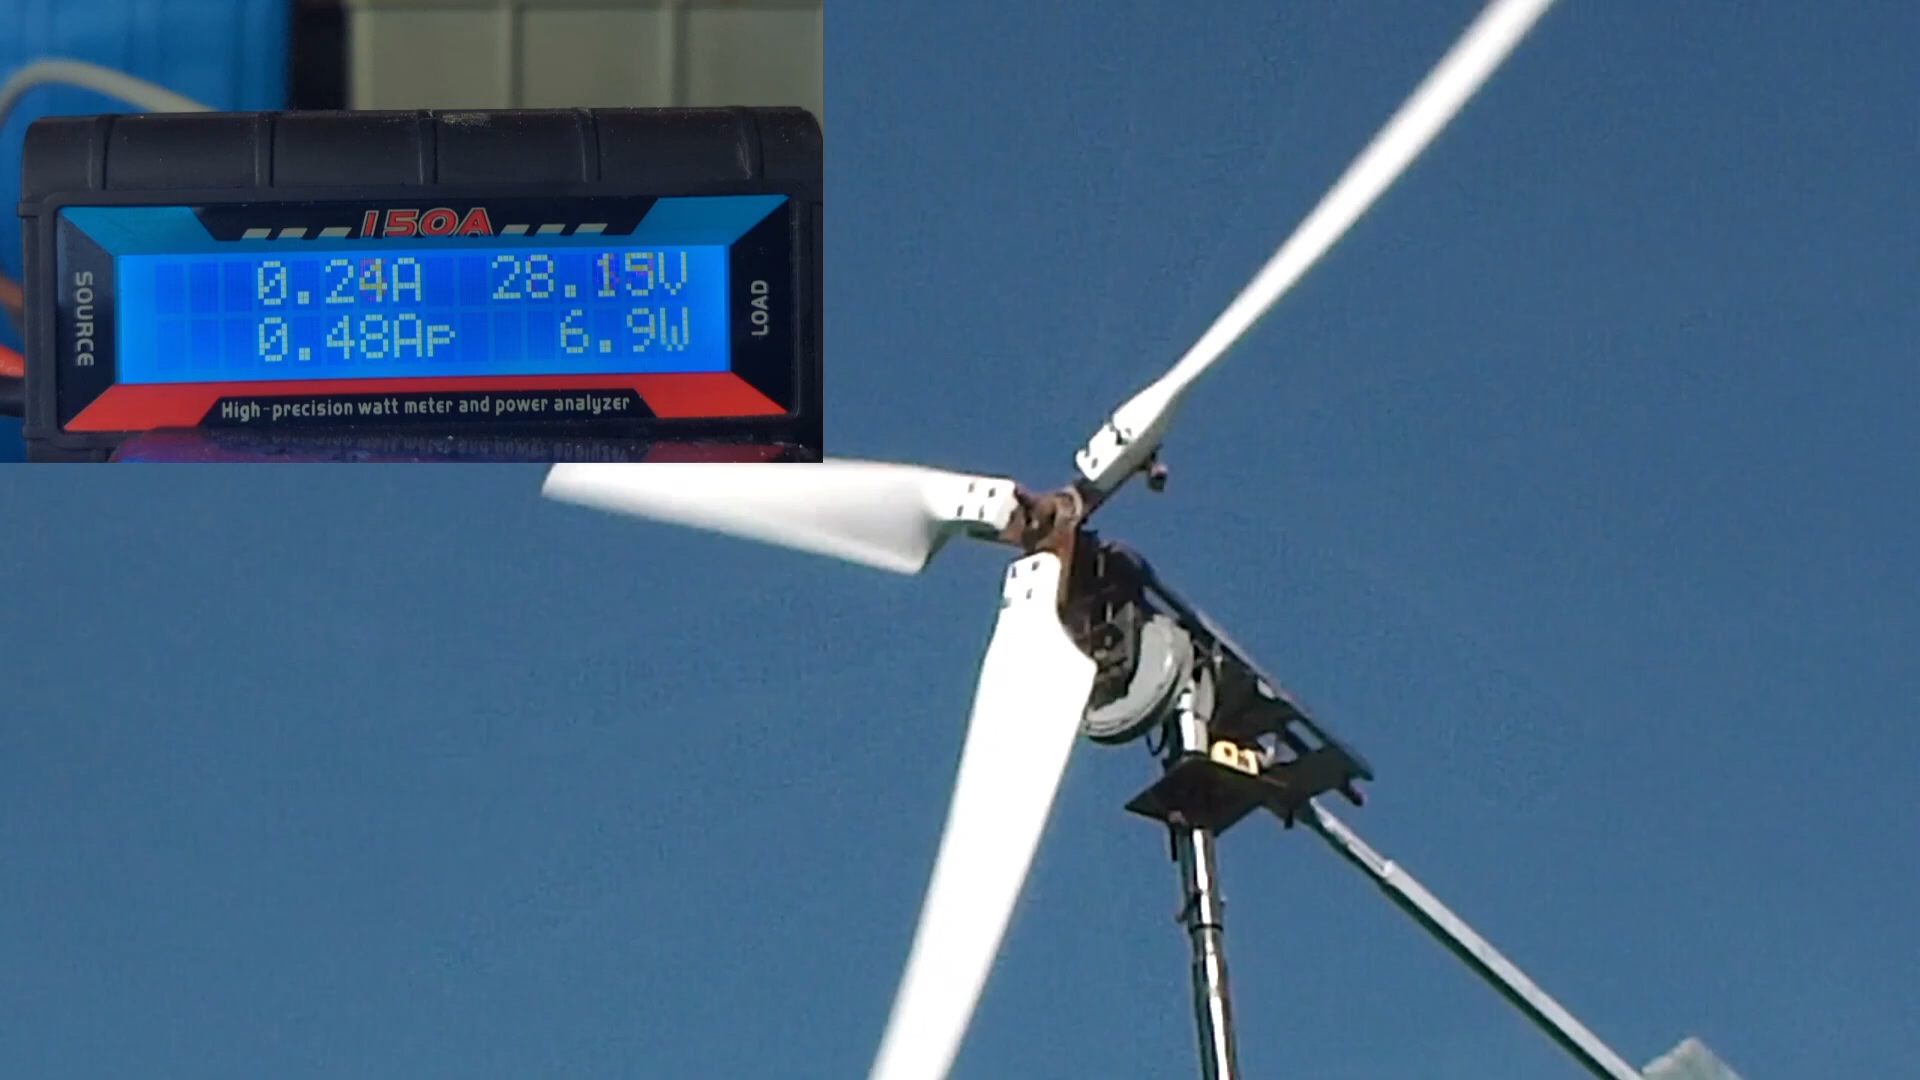 150A
SOURCE
0.24A 28.15V
0.48Ap 6.9W
LOAD
High-precision watt meter and power analyzer